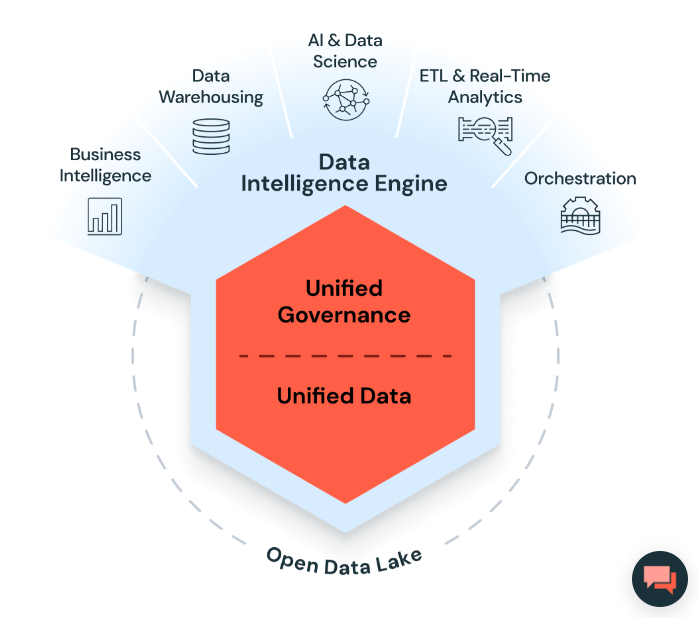 AI & Data
Science
Data
Warehousing
ETL & Real-Time
Analytics
Business
Intelligence
Orchestration
Data
Intelligence Engine
Unified
Governance
Unified Data
Open Data Lake